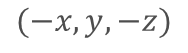 (−x, y, −z)